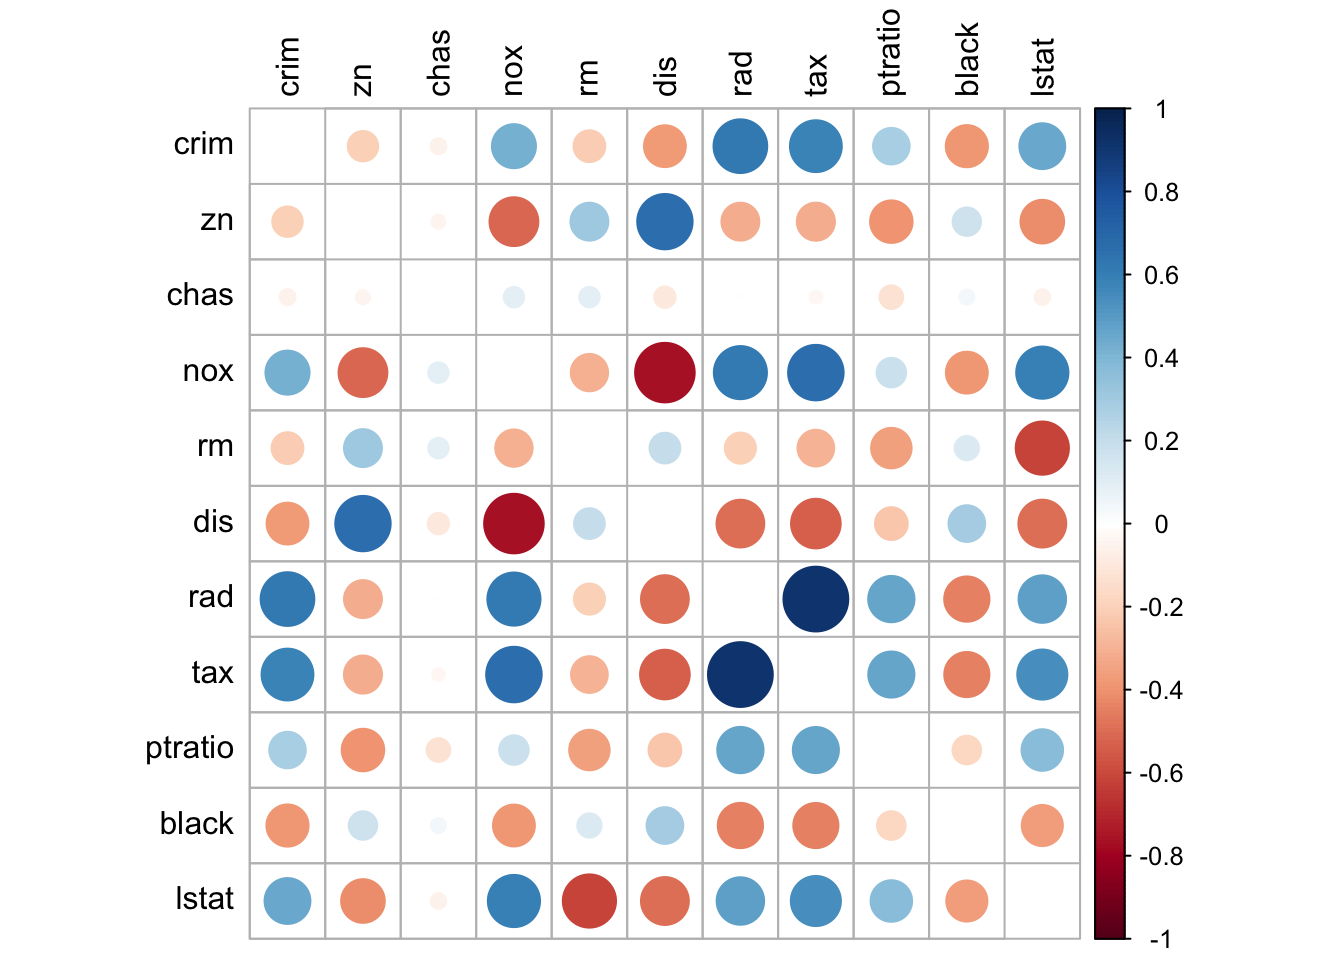 crim zn chas nox rm dis rad tax ptratio black lstat
crim
zn
chas
nox
rm
dis
rad
tax
ptratio
black
lstat
1
0.8
0.6
0.4
0.2
0
-0.2
-0.4
-0.6
-0.8
-1